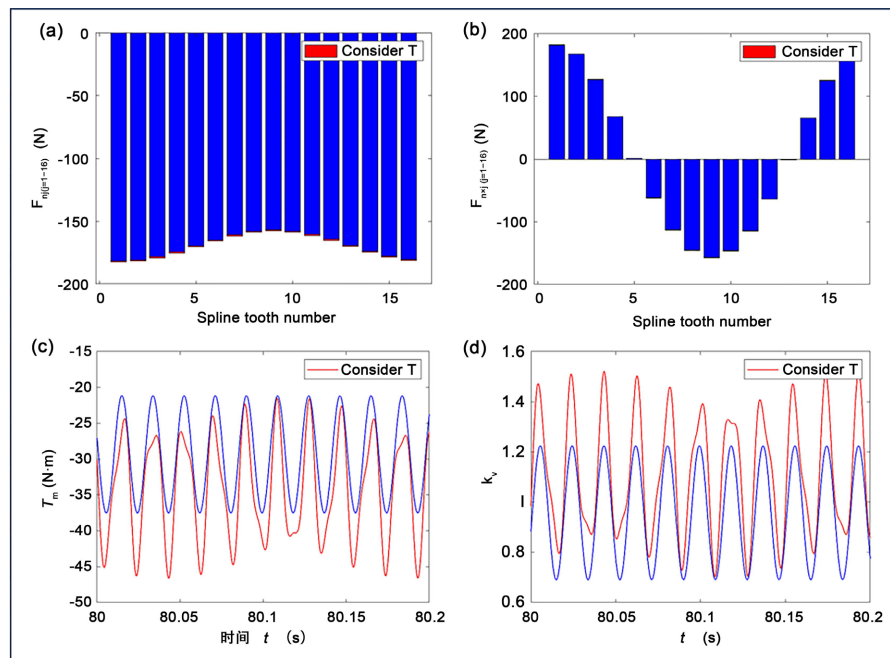 (a)
0
-50
-100
-150
-200
F_nj(j=1−16) (N)
Consider T
0 5 10 15
Spline tooth number
(b)
200
100
0
-100
-200
F_n×j (j=1−16) (N)
Consider T
0 5 10 15
Spline tooth number
(c)
-15
-20
-25
-30
-35
-40
-45
-50
T_m (N·m)
Consider T
80 80.05 80.1 80.15 80.2
时间 t (s)
(d)
1.6
1.4
1.2
1
0.8
0.6
k_v
Consider T
80 80.05 80.1 80.15 80.2
t (s)